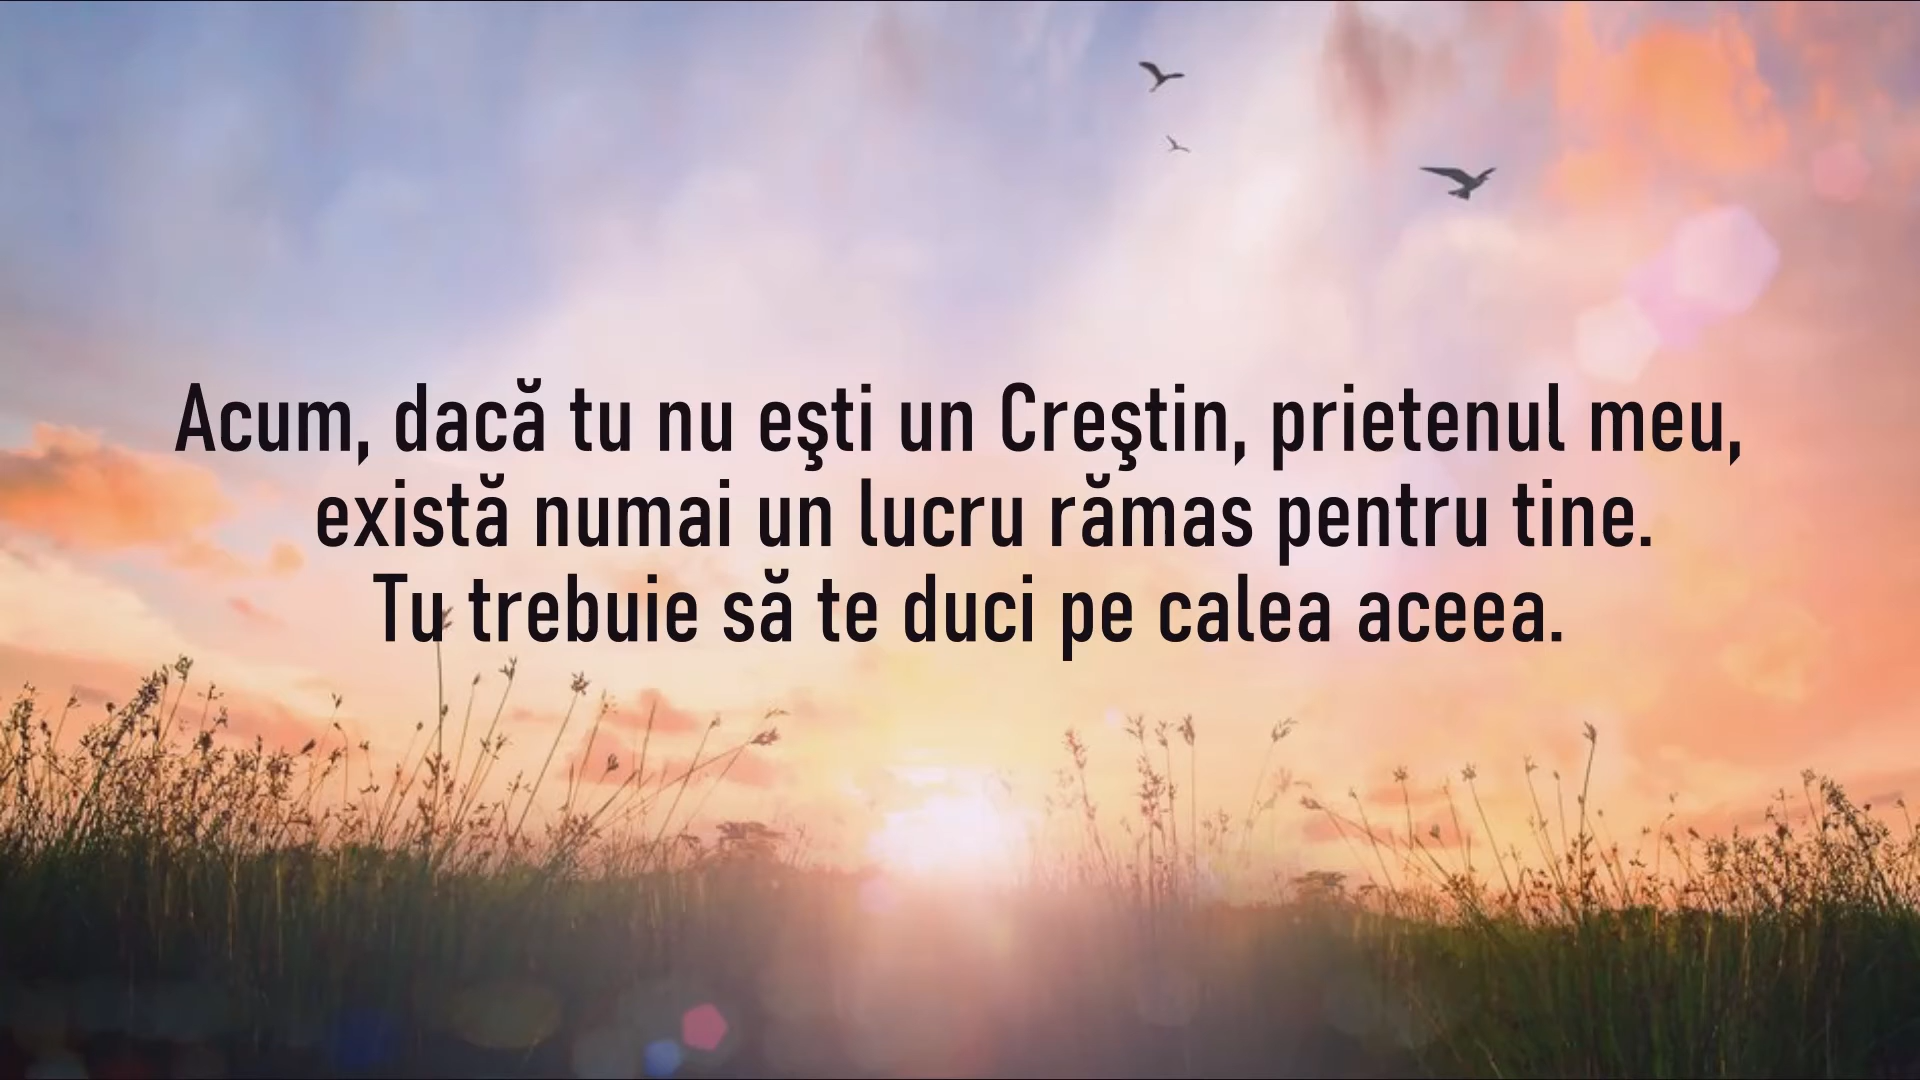 Acum, dacă tu nu eşti un Creştin, prietenul meu,
există numai un lucru rămas pentru tine.
Tu trebuie să te duci pe calea aceea.